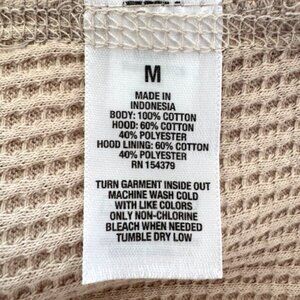 M
MADE IN
INDONESIA
BODY: 100% COTTON
HOOD: 60% COTTON
40% POLYESTER
HOOD LINING: 60% COTTON
40% POLYESTER
RN 154379
TURN GARMENT INSIDE OUT
MACHINE WASH COLD
WITH LIKE COLORS
ONLY NON-CHLORINE
BLEACH WHEN NEEDED
TUMBLE DRY LOW